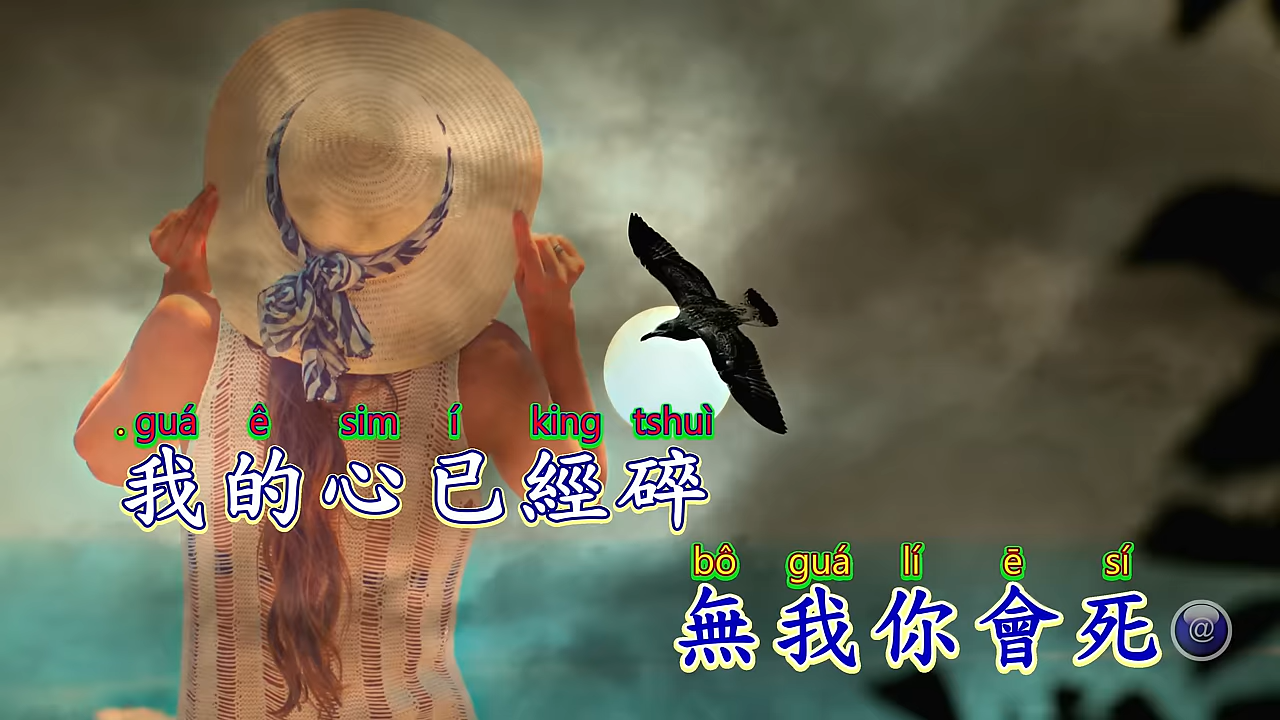 . guá ê sim í king tshuì
我的心已經碎
bô guá lí ē sí
無我你會死
@